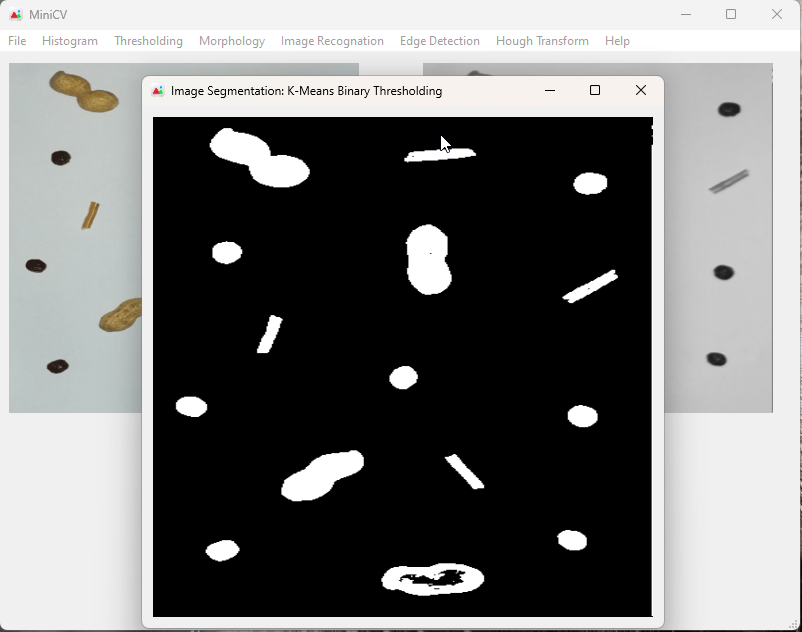 MiniCV
File Histogram Thresholding Morphology Image Recognation Edge Detection Hough Transform Help
Image Segmentation: K-Means Binary Thresholding